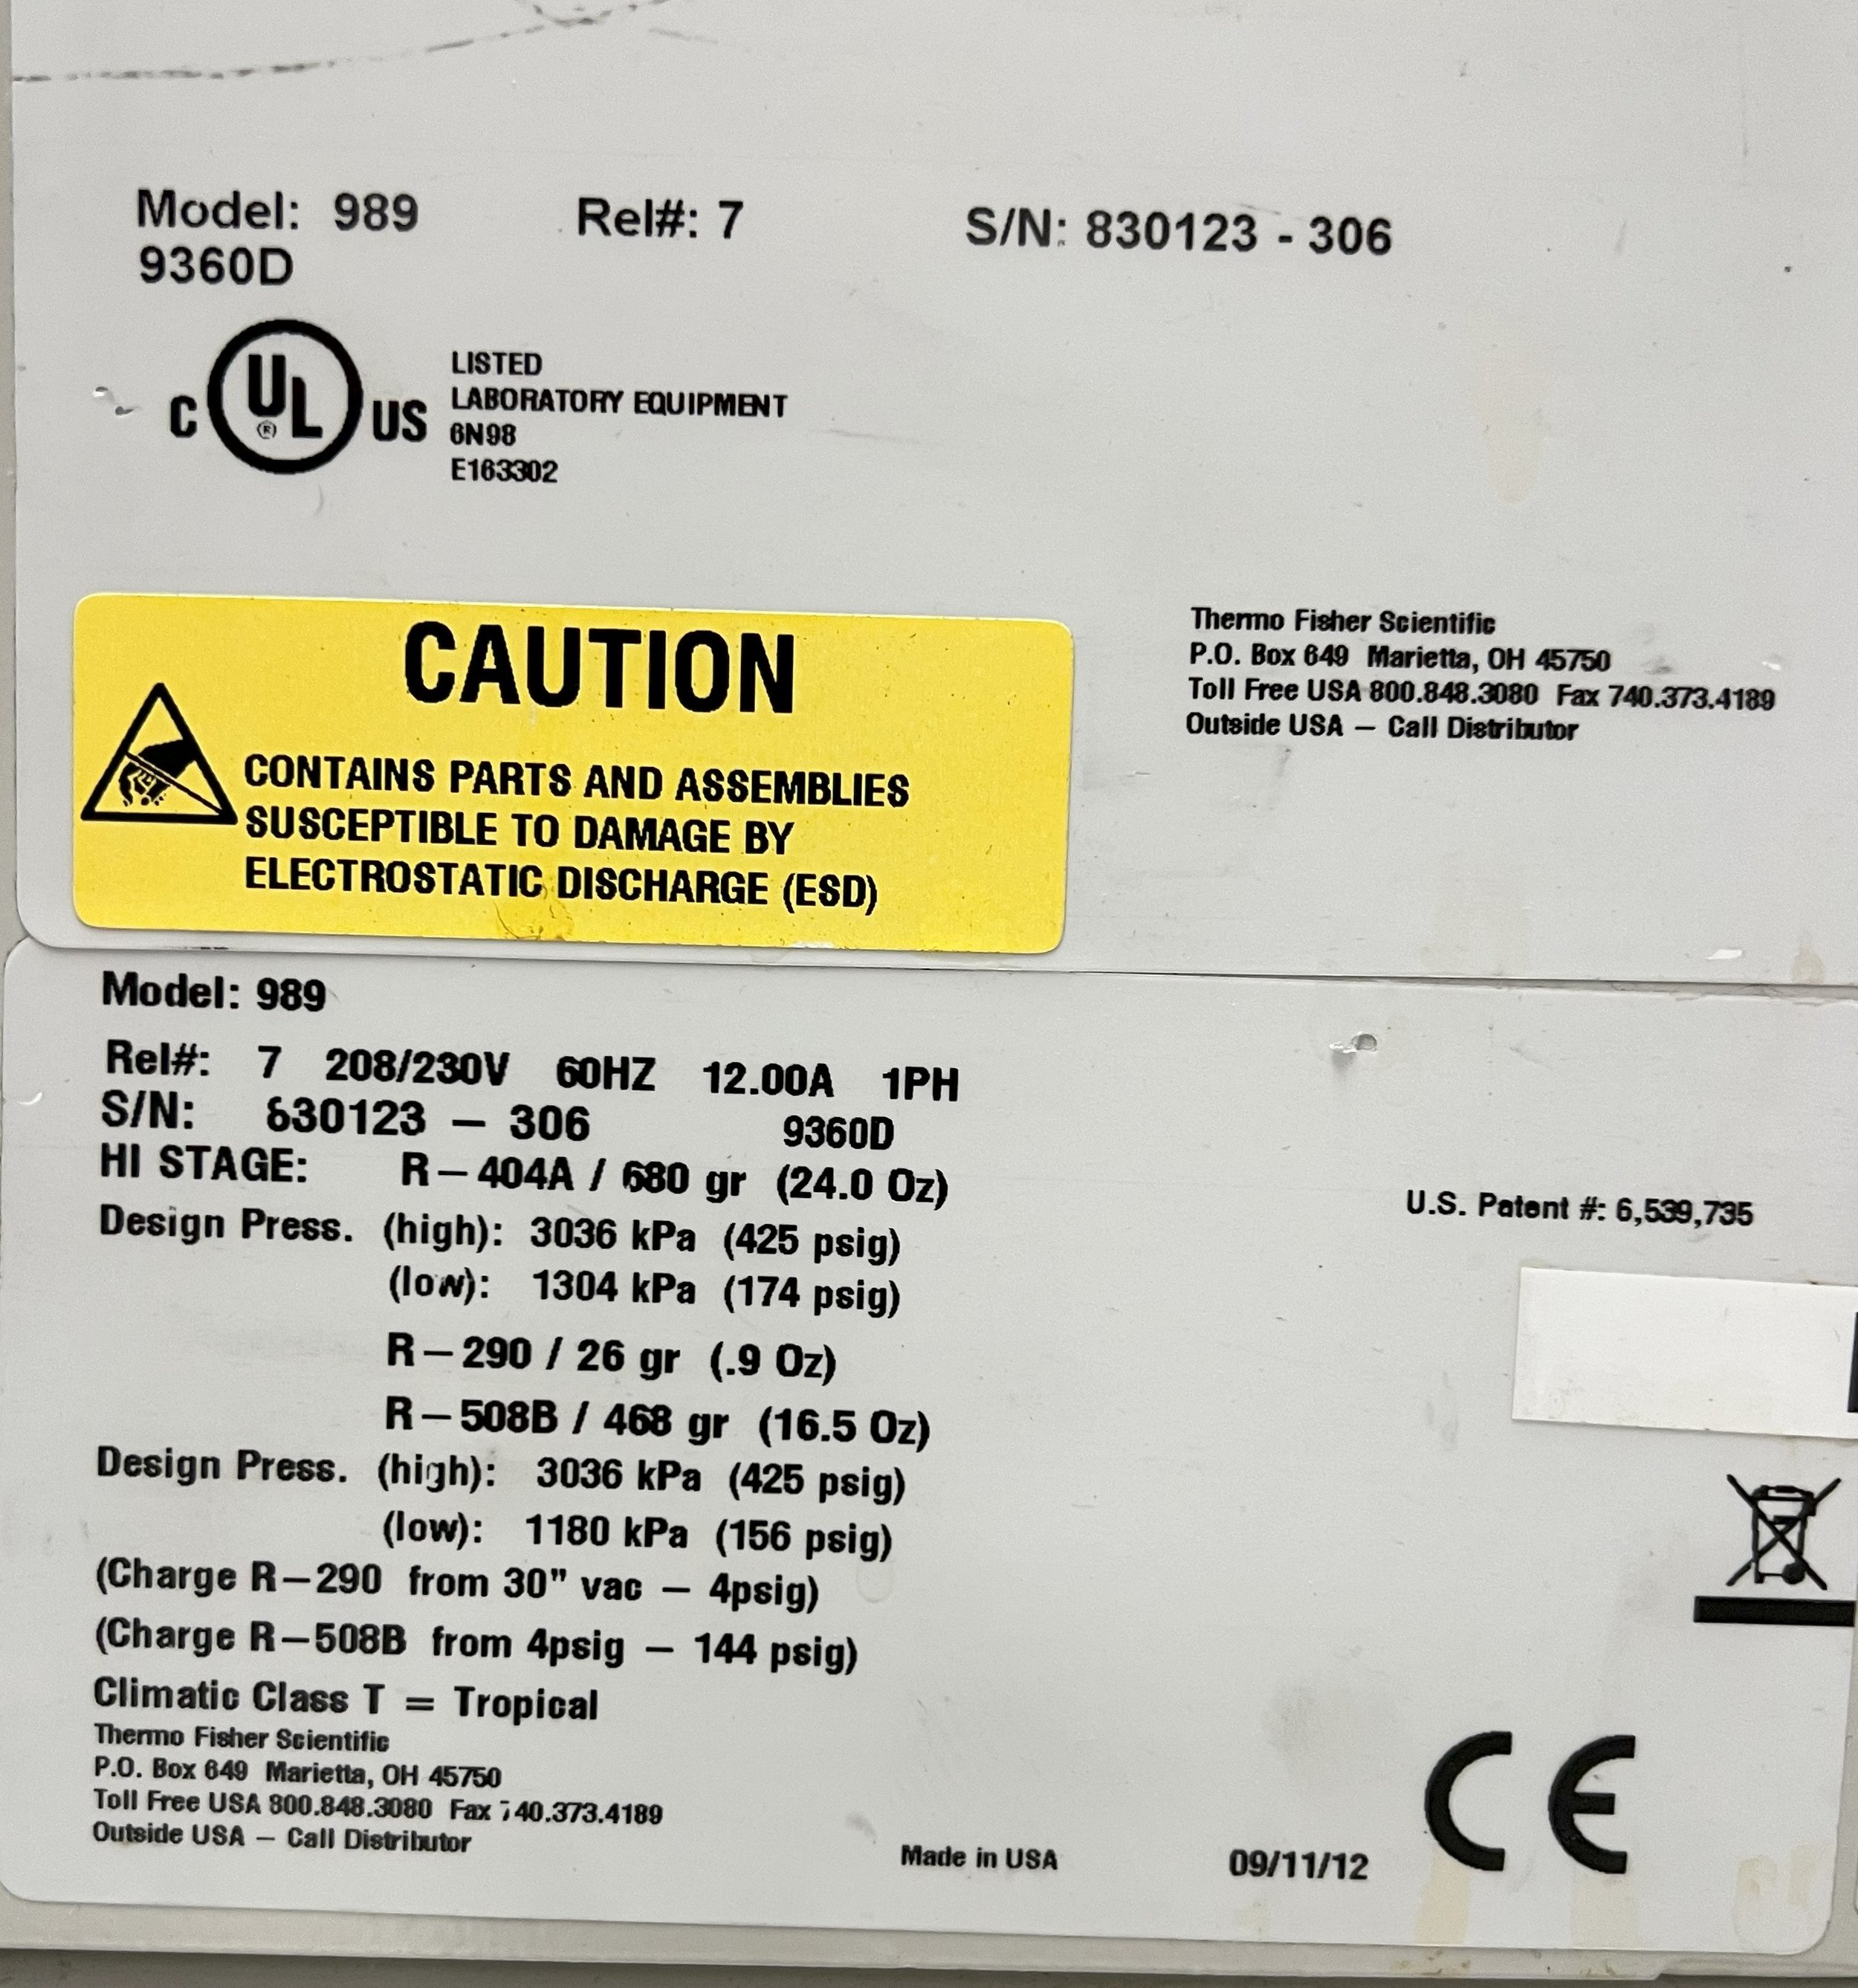 Model: 989 Rel#: 7 S/N: 830123 - 306
9360D
C UL US
®
LISTED
LABORATORY EQUIPMENT
6N98
E163302
CAUTION
CONTAINS PARTS AND ASSEMBLIES
SUSCEPTIBLE TO DAMAGE BY
ELECTROSTATIC DISCHARGE (ESD)
Thermo Fisher Scientific
P.O. Box 649 Marietta, OH 45750
Toll Free USA 800.848.3080 Fax 740.373.4189
Outside USA – Call Distributor
Model: 989
Rel#: 7 208/230V 60HZ 12.00A 1PH
S/N: 830123 – 306 9360D
HI STAGE: R–404A / 680 gr (24.0 Oz)
Design Press. (high): 3036 kPa (425 psig)
(low): 1304 kPa (174 psig)
R–290 / 26 gr (.9 Oz)
R–508B / 468 gr (16.5 Oz)
Design Press. (high): 3036 kPa (425 psig)
(low): 1180 kPa (156 psig)
(Charge R–290 from 30" vac – 4psig)
(Charge R–508B from 4psig – 144 psig)
Climatic Class T = Tropical
Thermo Fisher Scientific
P.O. Box 649 Marietta, OH 45750
Toll Free USA 800.848.3080 Fax 740.373.4189
Outside USA – Call Distributor
U.S. Patent #: 6,539,735
Made in USA
09/11/12
CE